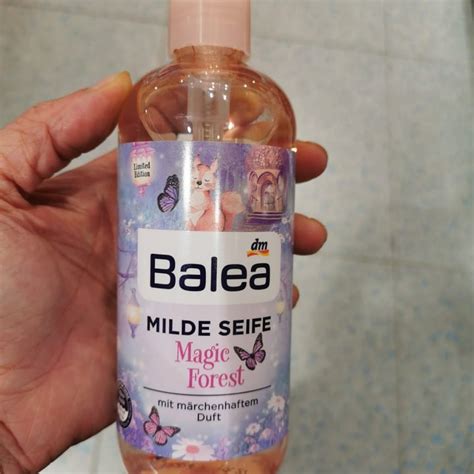 Limited
Edition
dm
Balea
MILDE SEIFE
Magic
Forest
mit märchenhaftem
Duft